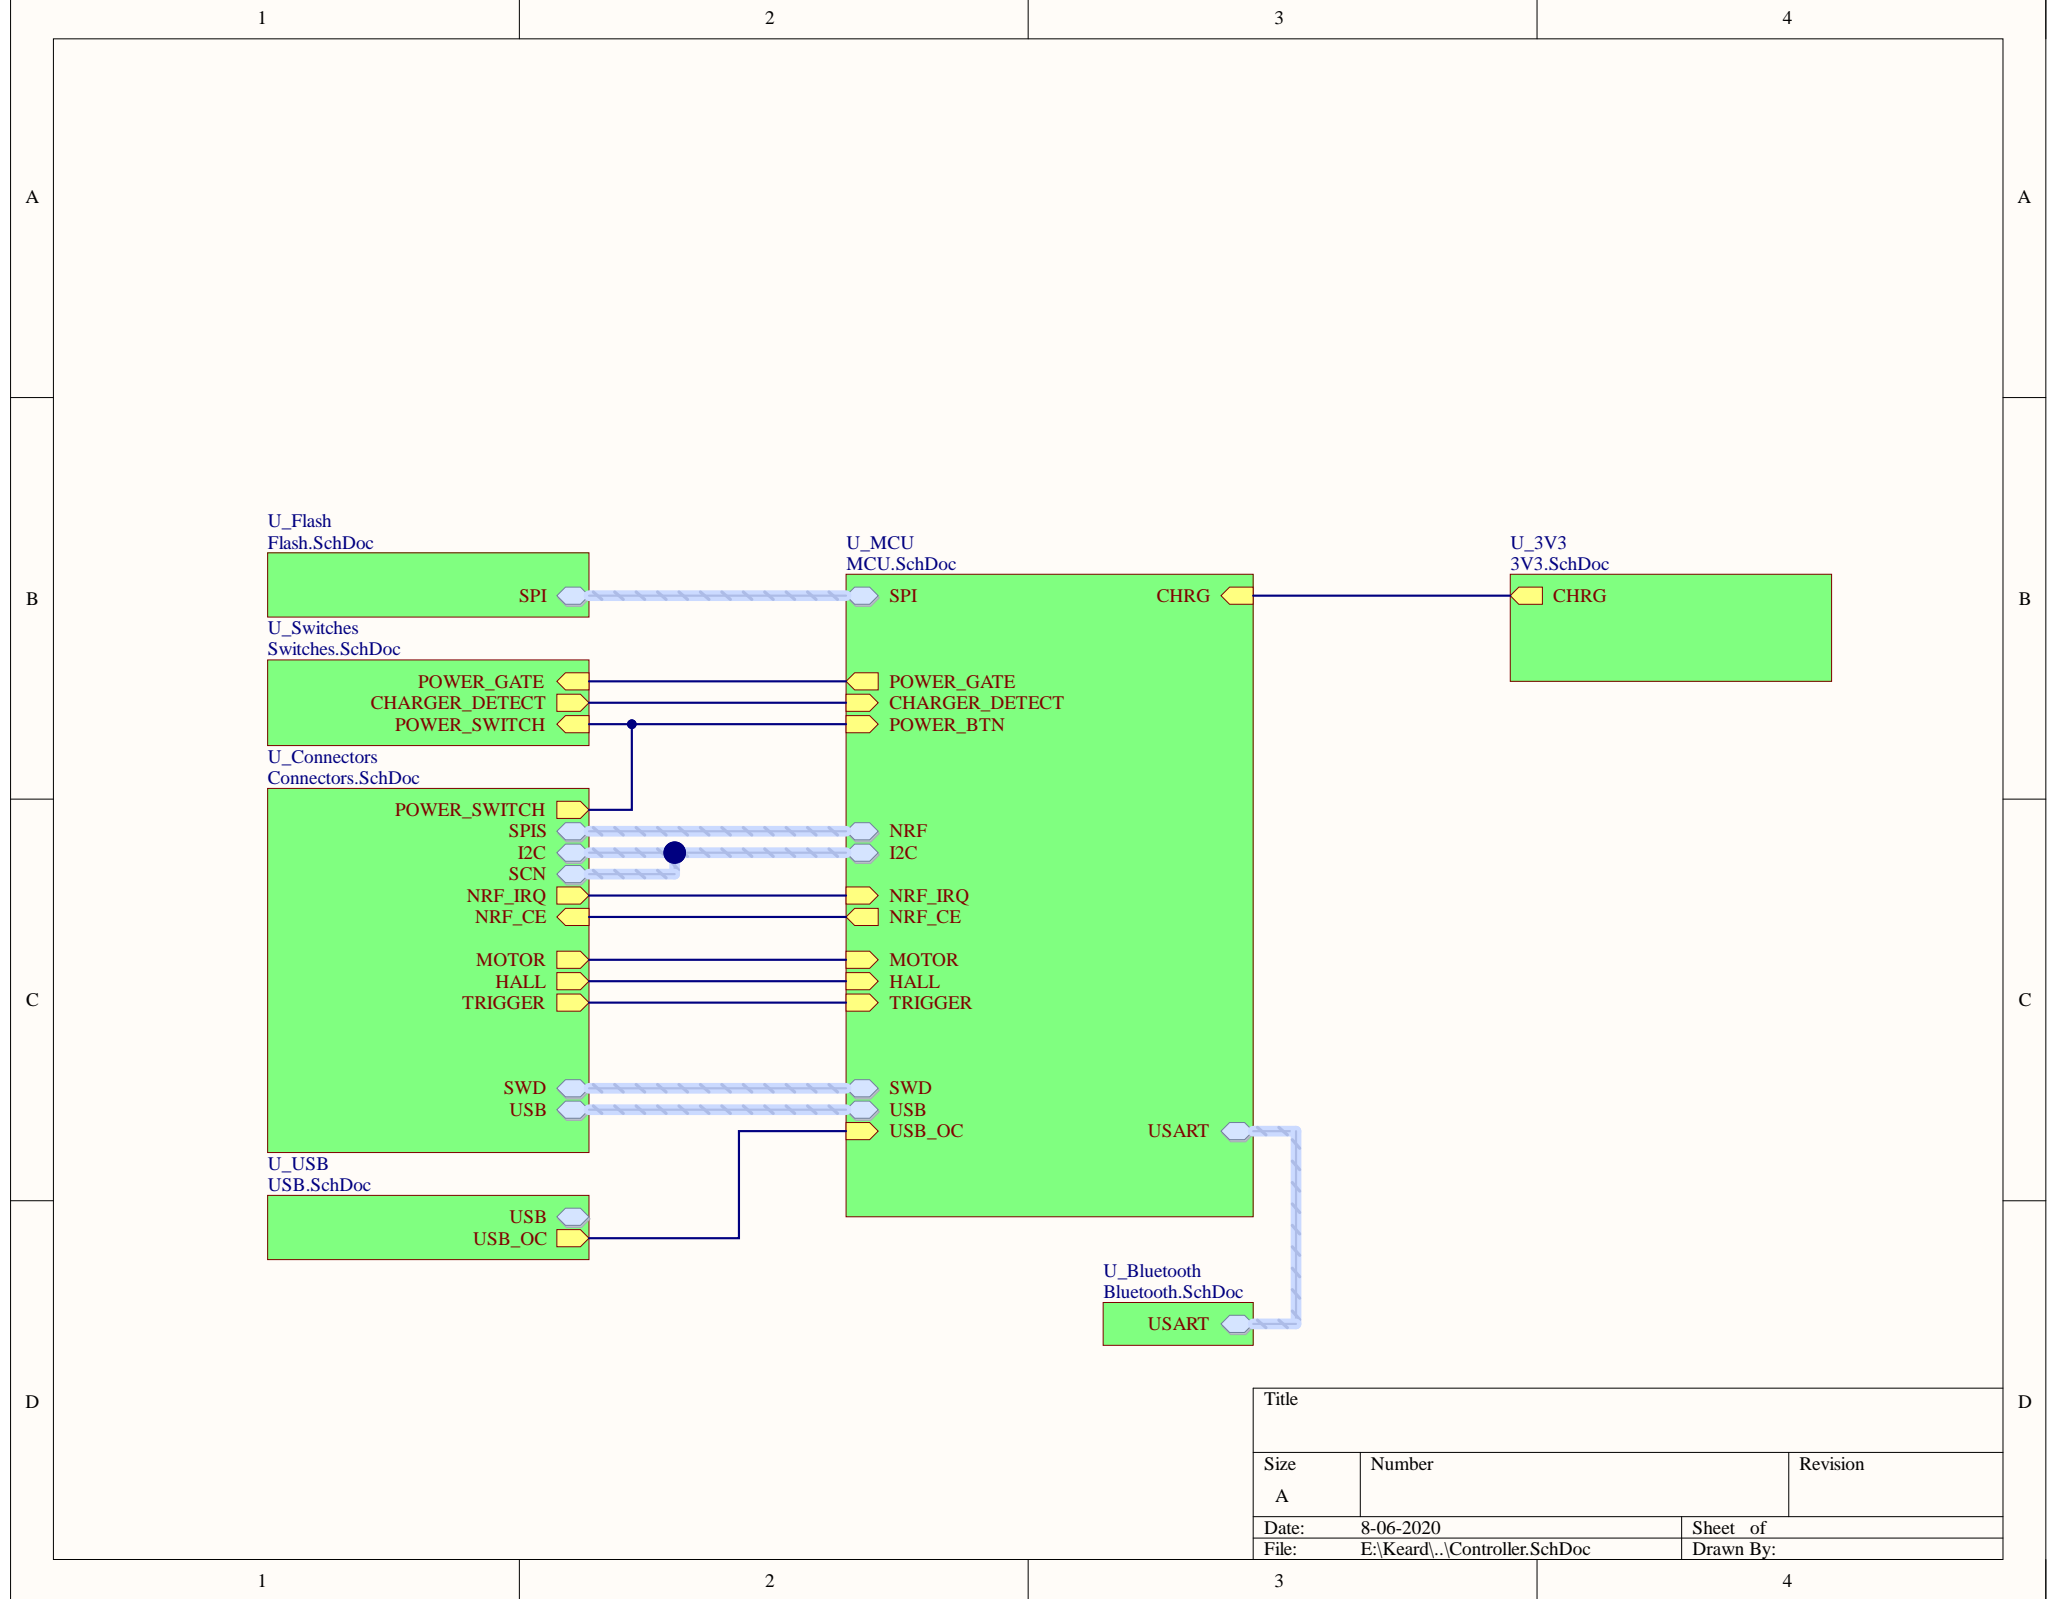 1 2 3 4
A A
U_Flash
Flash.SchDoc
SPI
U_MCU
MCU.SchDoc
SPI CHRG
U_3V3
3V3.SchDoc
CHRG
B B
U_Switches
Switches.SchDoc
POWER_GATE POWER_GATE
CHARGER_DETECT CHARGER_DETECT
POWER_SWITCH POWER_BTN
U_Connectors
Connectors.SchDoc
POWER_SWITCH
SPIS NRF
I2C I2C
SCN
NRF_IRQ NRF_IRQ
NRF_CE NRF_CE
MOTOR MOTOR
HALL HALL
C C
TRIGGER TRIGGER
SWD SWD
USB USB
USB_OC USART
U_USB
USB.SchDoc
USB
USB_OC
U_Bluetooth
Bluetooth.SchDoc
USART
D D
Title
Size Number Revision
A
Date: 8-06-2020 Sheet of
File: E:\Keard\..\Controller.SchDoc Drawn By:
1 2 3 4